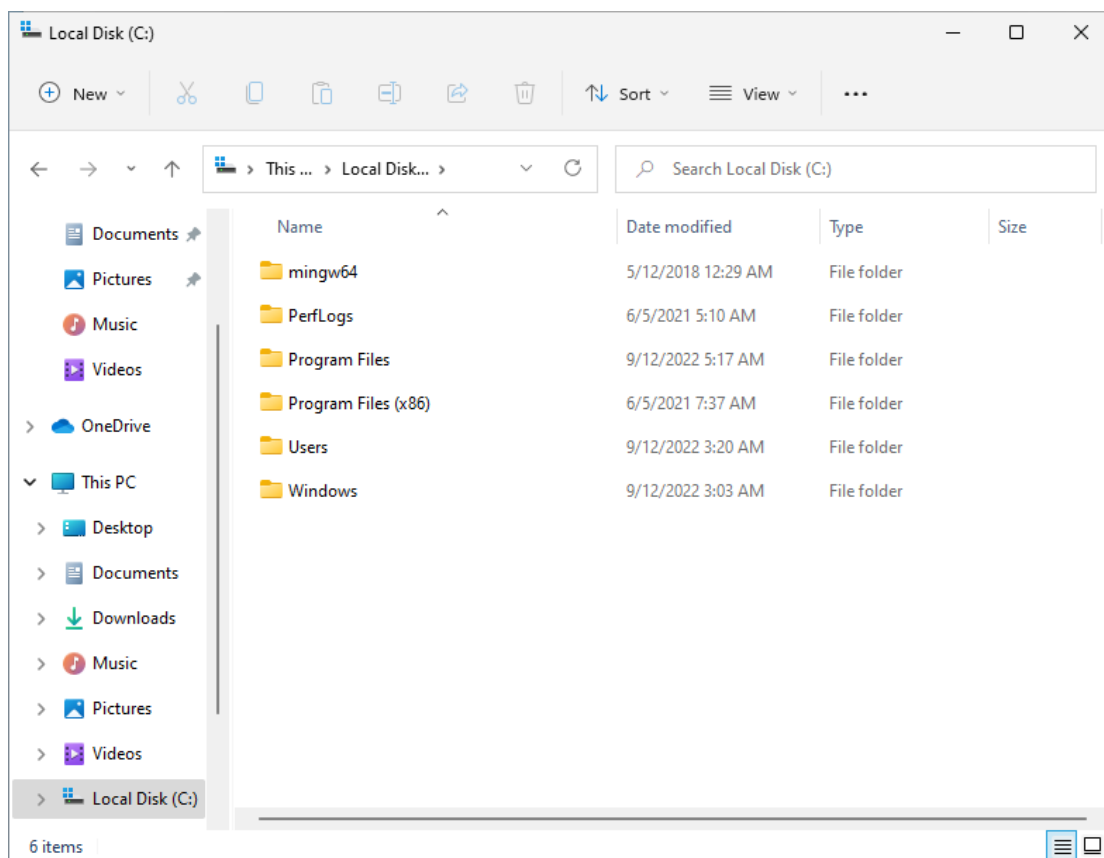 Local Disk (C:)
New Sort View
This ... Local Disk... Search Local Disk (C:)
Documents
Pictures
Music
Videos
OneDrive
This PC
Desktop
Documents
Downloads
Music
Pictures
Videos
Local Disk (C:)
Name Date modified Type Size
mingw64 5/12/2018 12:29 AM File folder
PerfLogs 6/5/2021 5:10 AM File folder
Program Files 9/12/2022 5:17 AM File folder
Program Files (x86) 6/5/2021 7:37 AM File folder
Users 9/12/2022 3:20 AM File folder
Windows 9/12/2022 3:03 AM File folder
6 items